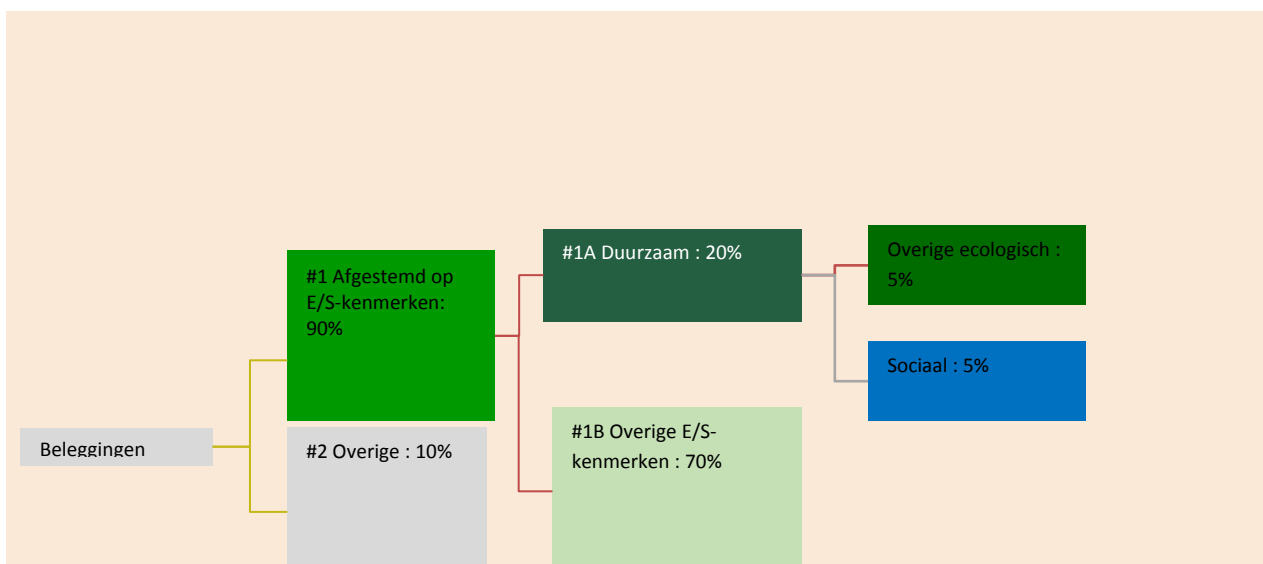 Beleggingen
#1 Afgestemd op
E/S-kenmerken:
90%
#2 Overige : 10%
#1A Duurzaam : 20%
#1B Overige E/S-
kenmerken : 70%
Overige ecologisch :
5%
Sociaal : 5%